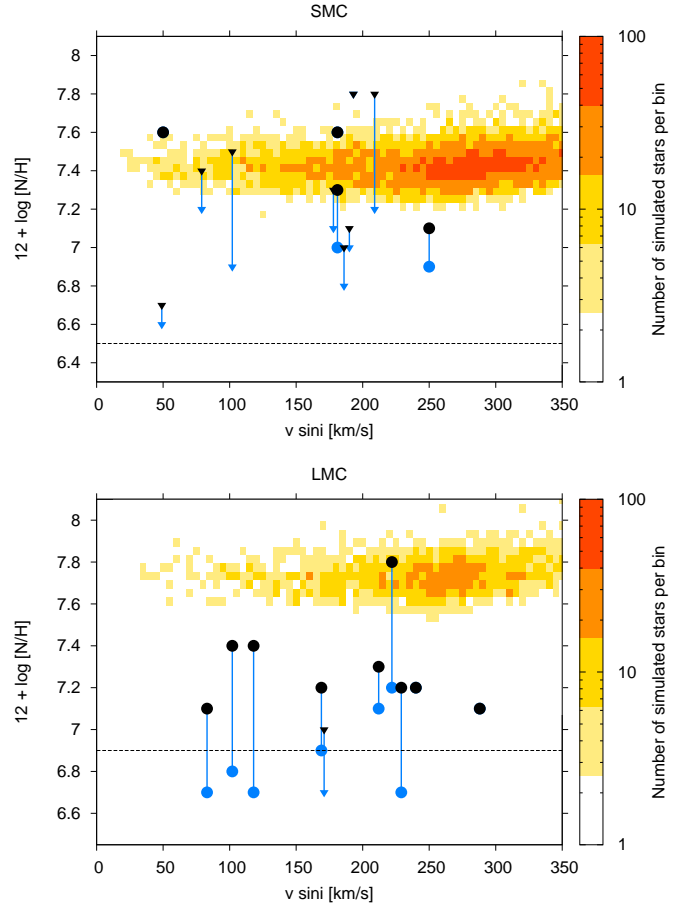 SMC
12 + log [N/H]
8
7.8
7.6
7.4
7.2
7
6.8
6.6
6.4
0 50 100 150 200 250 300 350
v sini [km/s]
100
10
1
Number of simulated stars per bin
LMC
12 + log [N/H]
8
7.8
7.6
7.4
7.2
7
6.8
6.6
0 50 100 150 200 250 300 350
v sini [km/s]
100
10
1
Number of simulated stars per bin